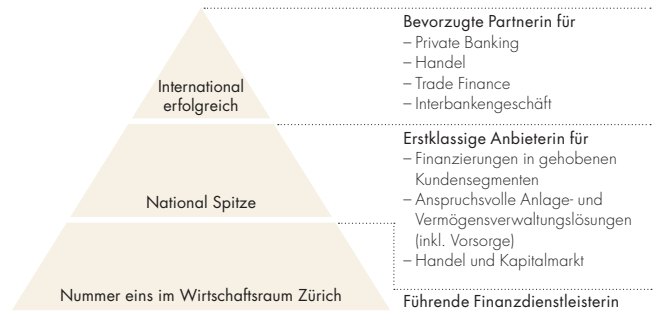 International
erfolgreich
National Spitze
Nummer eins im Wirtschaftsraum Zürich
Bevorzugte Partnerin für
– Private Banking
– Handel
– Trade Finance
– Interbankengeschäft
Erstklassige Anbieterin für
– Finanzierungen in gehobenen
Kundensegmenten
– Anspruchsvolle Anlage- und
Vermögensverwaltungslösungen
(inkl. Vorsorge)
– Handel und Kapitalmarkt
Führende Finanzdienstleisterin